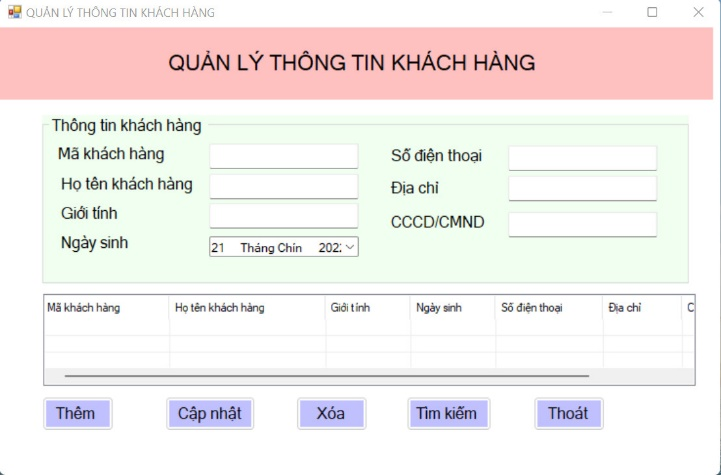 QUẢN LÝ THÔNG TIN KHÁCH HÀNG
QUẢN LÝ THÔNG TIN KHÁCH HÀNG
Thông tin khách hàng
Mã khách hàng
Số điện thoại
Họ tên khách hàng
Địa chỉ
Giới tính
CCCD/CMND
Ngày sinh
21 Tháng Chín
Mã khách hàng Họ tên khách hàng Giới tính Ngày sinh Số điện thoại Địa chỉ C
Thêm Cập nhật Xóa Tìm kiếm Thoát